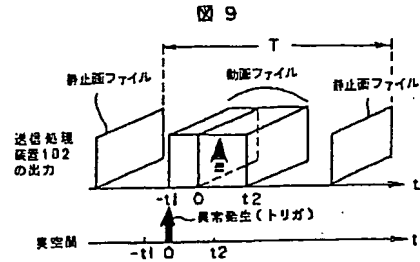 図 9
T
静止画ファイル
動画ファイル
静止画ファイル
送信処理
装置102
の出力
-t1 0 t2 t
異常発生(トリガ)
実空間
-t1 0 t2 t